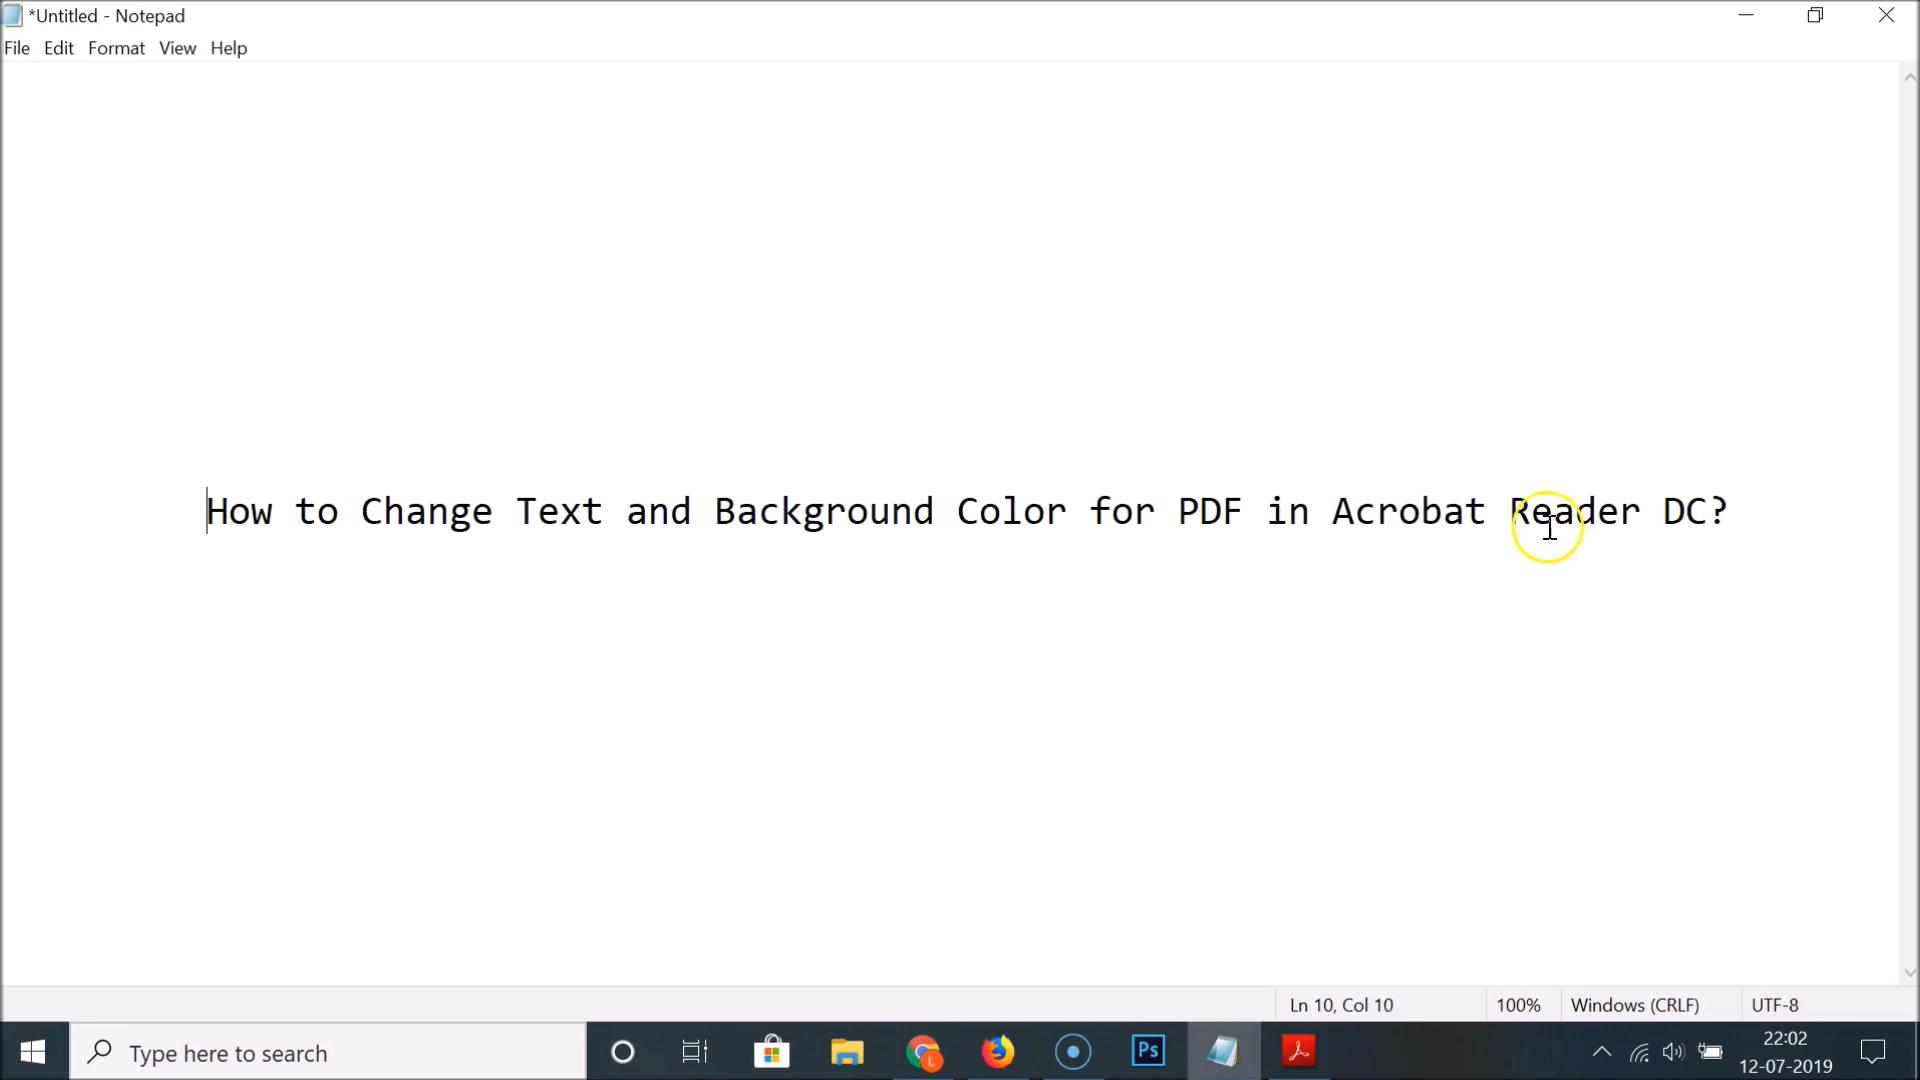 *Untitled - Notepad
File Edit Format View Help
How to Change Text and Background Color for PDF in Acrobat Reader DC?
Ln 10, Col 10 100% Windows (CRLF) UTF-8
Type here to search
L
Ps
22:02
12-07-2019